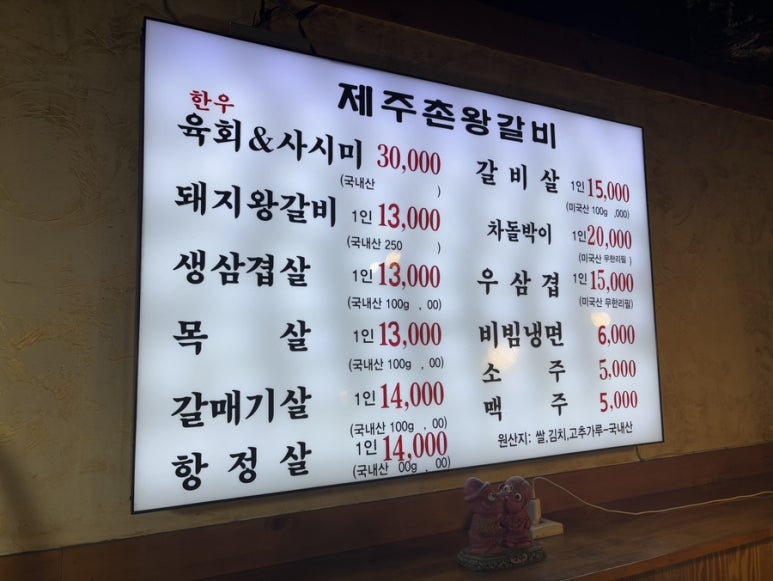 제주촌왕갈비
한우
육회&사시미 30,000
(국내산 )
돼지왕갈비 1인 13,000
(국내산 250 )
생삼겹살 1인 13,000
(국내산 100g , 00)
목 살 1인 13,000
(국내산 100g , 00)
갈매기살 1인 14,000
(국내산 100g , 00)
항정살 1인 14,000
(국내산 00g , 00)
갈비살 1인 15,000
(미국산 100g ,000)
차돌박이 1인 20,000
(미국산 무한리필 )
우삼겹 1인 15,000
(미국산 무한리필)
비빔냉면 6,000
소 주 5,000
맥 주 5,000
원산지: 쌀,김치,고추가루-국내산